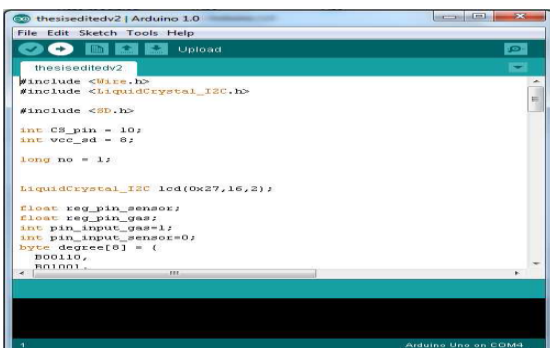 thesiseditedv2 | Arduino 1.0
File Edit Sketch Tools Help
Upload
thesiseditedv2
#include <Wire.h>
#include <LiquidCrystal_I2C.h>
#include <SD.h>
int CS_pin = 10;
int vcc_sd = 8;
long no = 1;
LiquidCrystal_I2C lcd(0x27,16,2);
float reg_pin_sensor;
float reg_pin_gas;
int pin_input_gas=1;
int pin_input_sensor=0;
byte degree[8] = {
B00110,
B01001,
1
Arduino Uno on COM4